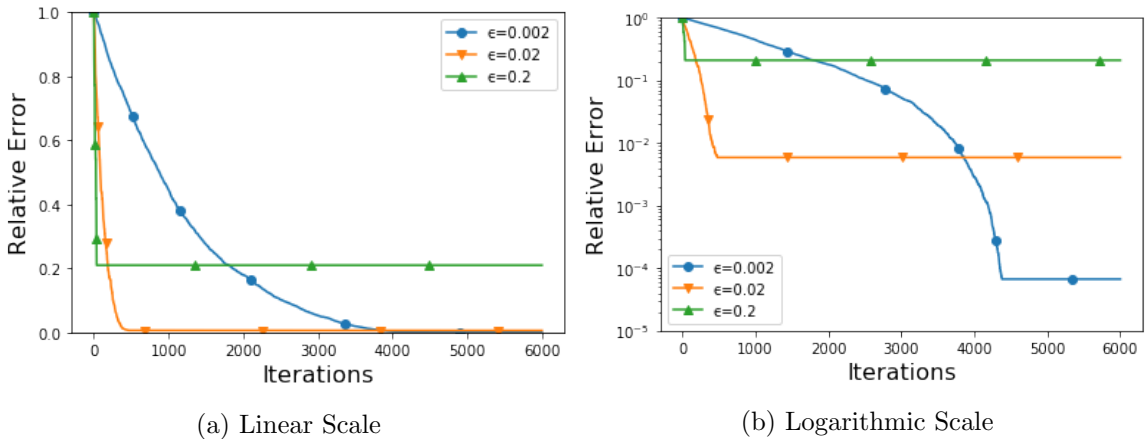 1.0
0.8
0.6
0.4
0.2
0.0
Relative Error
ϵ=0.002
ϵ=0.02
ϵ=0.2
0 1000 2000 3000 4000 5000 6000
Iterations
(a) Linear Scale
10⁰
10⁻¹
10⁻²
10⁻³
10⁻⁴
10⁻⁵
Relative Error
ϵ=0.002
ϵ=0.02
ϵ=0.2
0 1000 2000 3000 4000 5000 6000
Iterations
(b) Logarithmic Scale